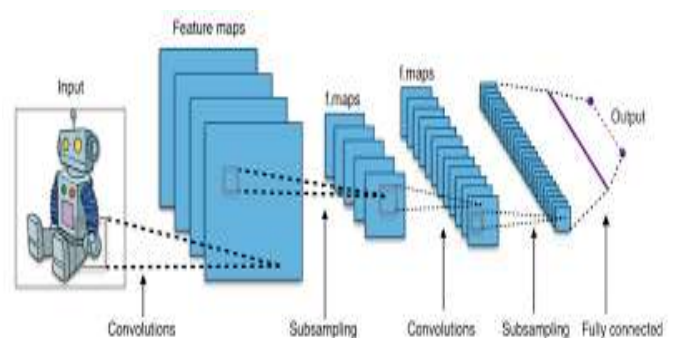 Feature maps
Input
f.maps
f.maps
Output
Convolutions
Subsampling
Convolutions
Subsampling
Fully connected